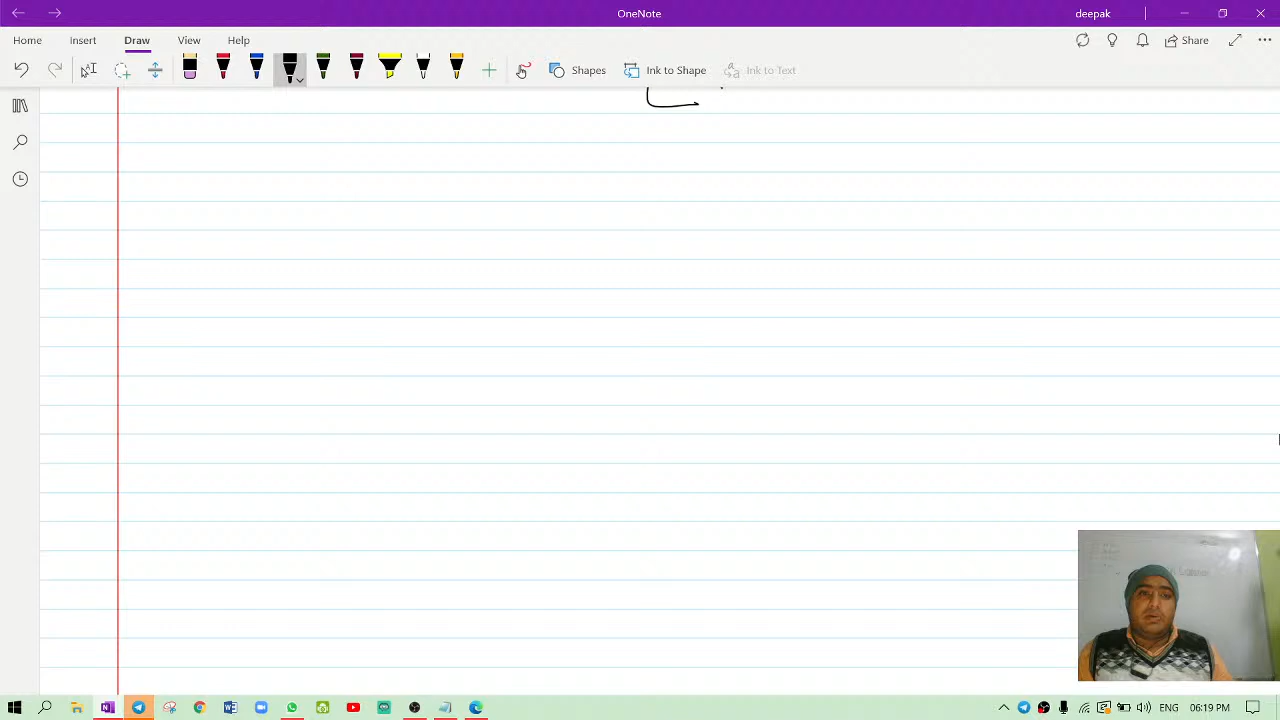 OneNote
deepak
Home
Insert
Draw
View
Help
Share
Shapes
Ink to Shape
Ink to Text
ENG
06:19 PM